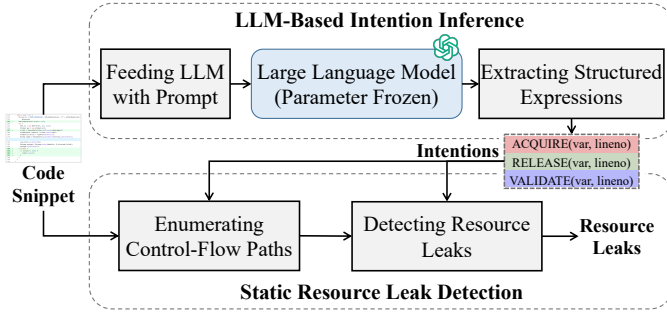 LLM-Based Intention Inference
Feeding LLM
with Prompt
Large Language Model
(Parameter Frozen)
Extracting Structured
Expressions
Code
Snippet
Intentions
ACQUIRE(var, lineno)
RELEASE(var, lineno)
VALIDATE(var, lineno)
Enumerating
Control-Flow Paths
Detecting Resource
Leaks
Resource
Leaks
Static Resource Leak Detection